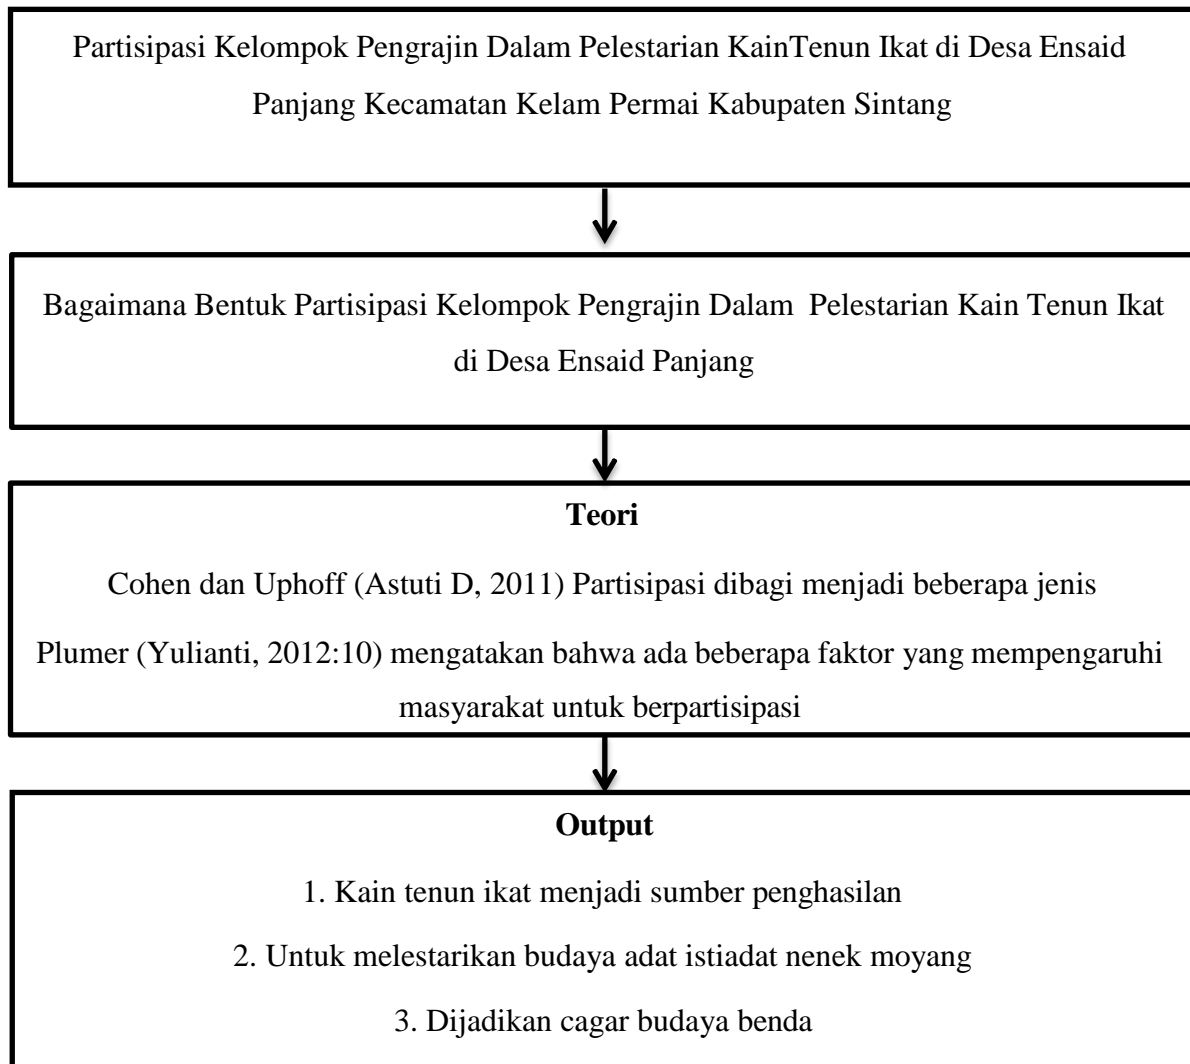 Partisipasi Kelompok Pengrajin Dalam Pelestarian KainTenun Ikat di Desa Ensaid
Panjang Kecamatan Kelam Permai Kabupaten Sintang
Bagaimana Bentuk Partisipasi Kelompok Pengrajin Dalam Pelestarian Kain Tenun Ikat
di Desa Ensaid Panjang
Teori
Cohen dan Uphoff (Astuti D, 2011) Partisipasi dibagi menjadi beberapa jenis
Plumer (Yulianti, 2012:10) mengatakan bahwa ada beberapa faktor yang mempengaruhi
masyarakat untuk berpartisipasi
Output
1. Kain tenun ikat menjadi sumber penghasilan
2. Untuk melestarikan budaya adat istiadat nenek moyang
3. Dijadikan cagar budaya benda